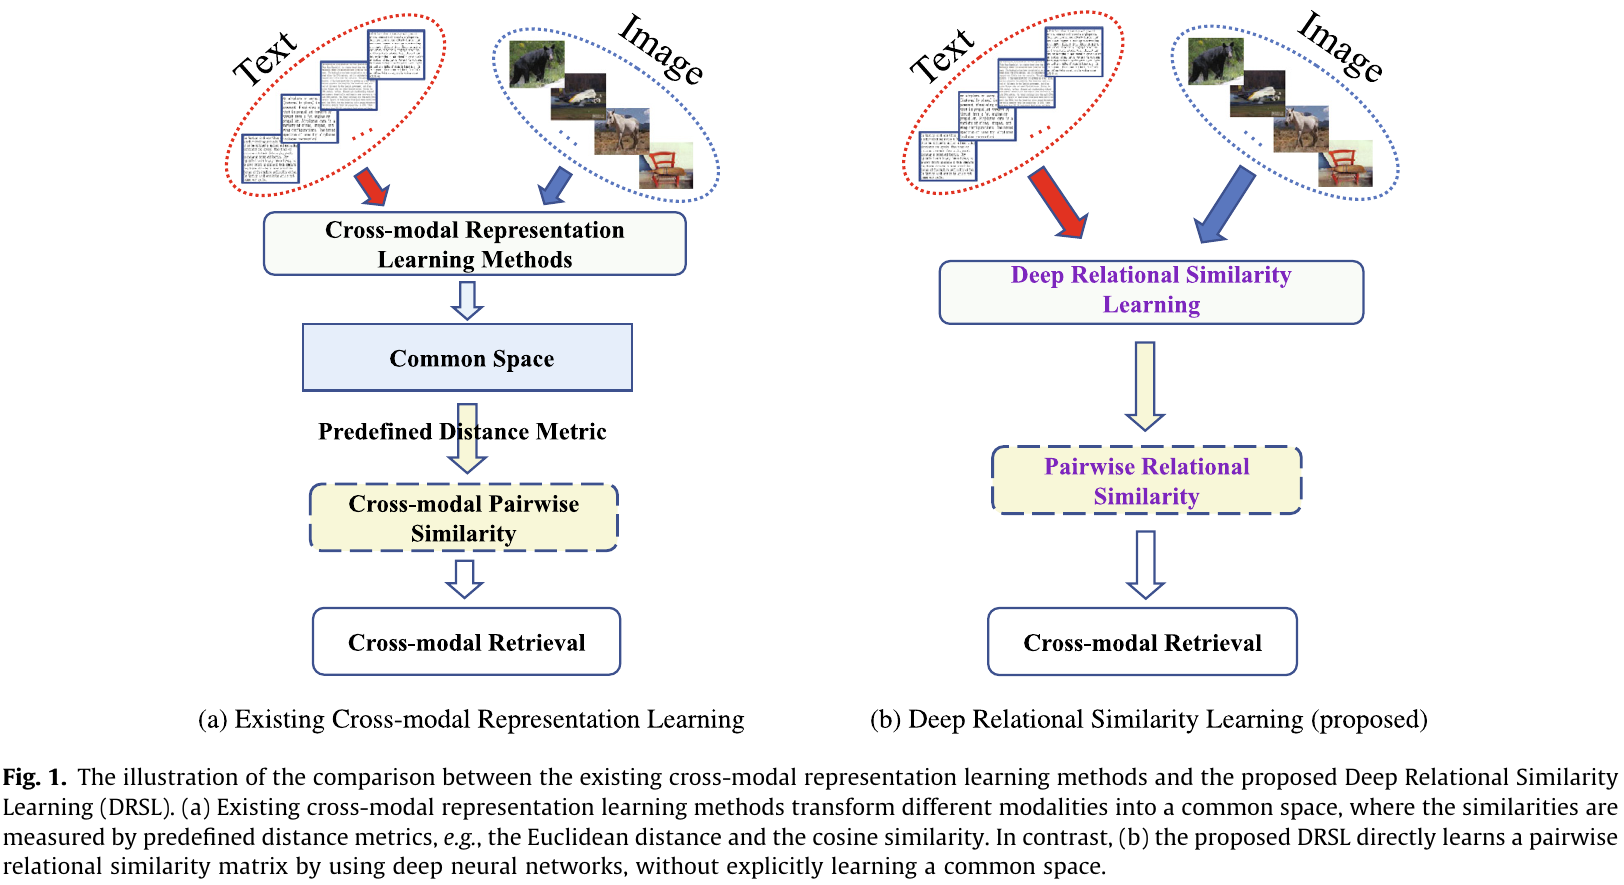 Text
Image
Cross-modal Representation
Learning Methods
Common Space
Predefined Distance Metric
Cross-modal Pairwise
Similarity
Cross-modal Retrieval
(a) Existing Cross-modal Representation Learning
Text
Image
Deep Relational Similarity
Learning
Pairwise Relational
Similarity
Cross-modal Retrieval
(b) Deep Relational Similarity Learning (proposed)
Fig. 1. The illustration of the comparison between the existing cross-modal representation learning methods and the proposed Deep Relational Similarity
Learning (DRSL). (a) Existing cross-modal representation learning methods transform different modalities into a common space, where the similarities are
measured by predefined distance metrics, e.g., the Euclidean distance and the cosine similarity. In contrast, (b) the proposed DRSL directly learns a pairwise
relational similarity matrix by using deep neural networks, without explicitly learning a common space.